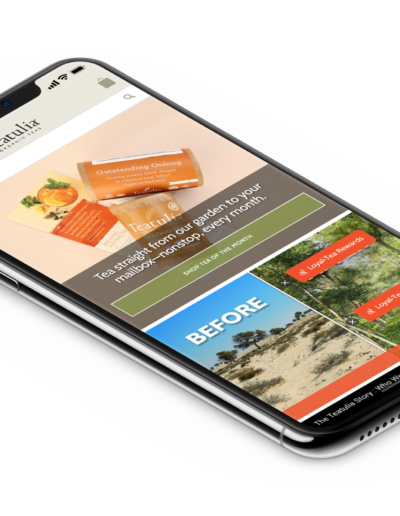 Teatulia
ORGANIC TEAS
Outstanding Oolong
Teatulia
Tea straight from our garden to your
mailbox—nonstop, every month.
SHOP TEA OF THE MONTH
BEFORE
Loyal-Tea Rewards
Loyal-Tea
The Teatulia Story
Who We